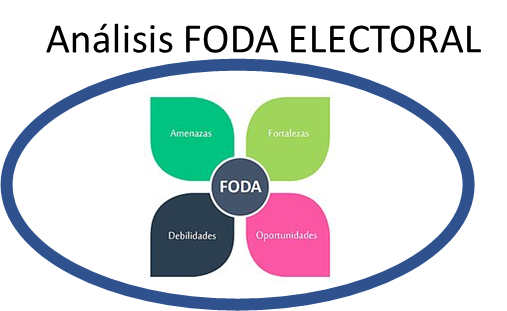 Análisis FODA ELECTORAL
Amenazas
Fortalezas
FODA
Debilidades
Oportunidades